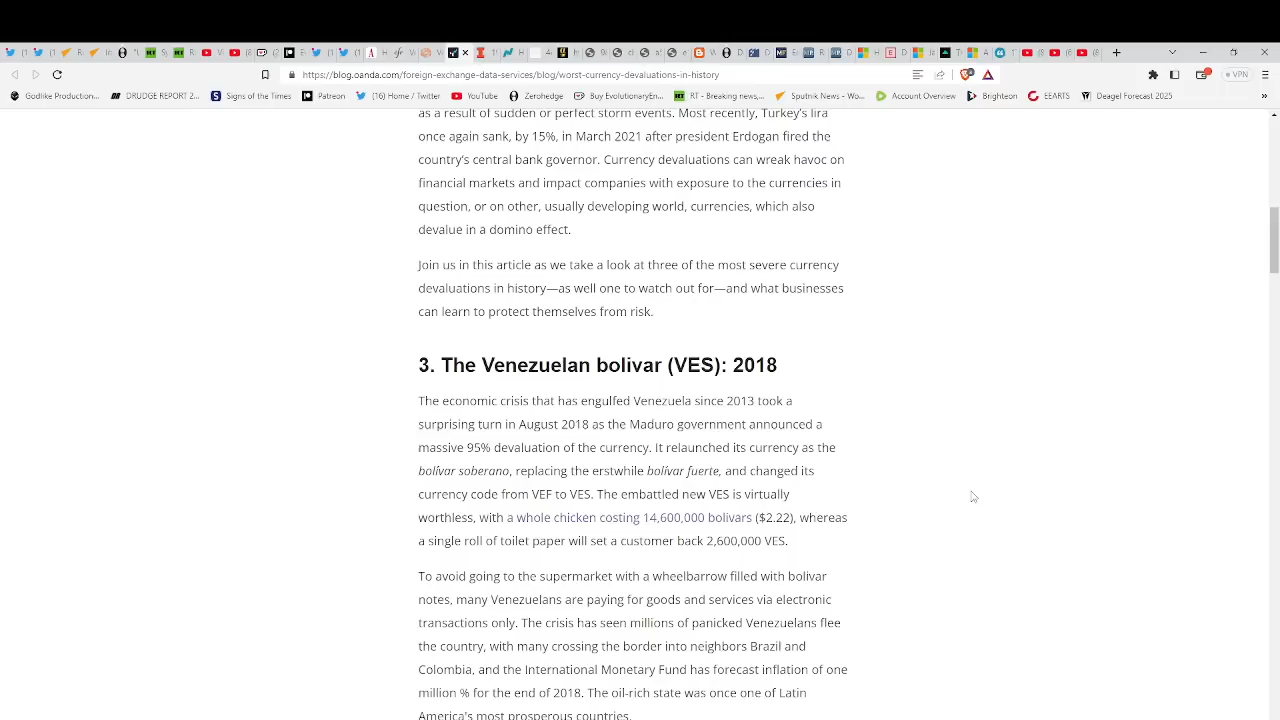 https://blog.oanda.com/foreign-exchange-data-services/blog/worst-currency-devaluations-in-history
VPN
Godlike Production... DRUDGE REPORT 2... Signs of the Times Patreon (16) Home / Twitter YouTube Zerohedge Buy EvolutionaryEn... RT - Breaking news,... Sputnik News - Wo... Account Overview Brighteon EEARTS Deagel Forecast 2025 »
as a result of sudden or perfect storm events. Most recently, Turkey's lira
once again sank, by 15%, in March 2021 after president Erdogan fired the
country's central bank governor. Currency devaluations can wreak havoc on
financial markets and impact companies with exposure to the currencies in
question, or on other, usually developing world, currencies, which also
devalue in a domino effect.
Join us in this article as we take a look at three of the most severe currency
devaluations in history—as well one to watch out for—and what businesses
can learn to protect themselves from risk.
3. The Venezuelan bolivar (VES): 2018
The economic crisis that has engulfed Venezuela since 2013 took a
surprising turn in August 2018 as the Maduro government announced a
massive 95% devaluation of the currency. It relaunched its currency as the
bolívar soberano, replacing the erstwhile bolívar fuerte, and changed its
currency code from VEF to VES. The embattled new VES is virtually
worthless, with a whole chicken costing 14,600,000 bolivars ($2.22), whereas
a single roll of toilet paper will set a customer back 2,600,000 VES.
To avoid going to the supermarket with a wheelbarrow filled with bolivar
notes, many Venezuelans are paying for goods and services via electronic
transactions only. The crisis has seen millions of panicked Venezuelans flee
the country, with many crossing the border into neighbors Brazil and
Colombia, and the International Monetary Fund has forecast inflation of one
million % for the end of 2018. The oil-rich state was once one of Latin
America's most prosperous countries.